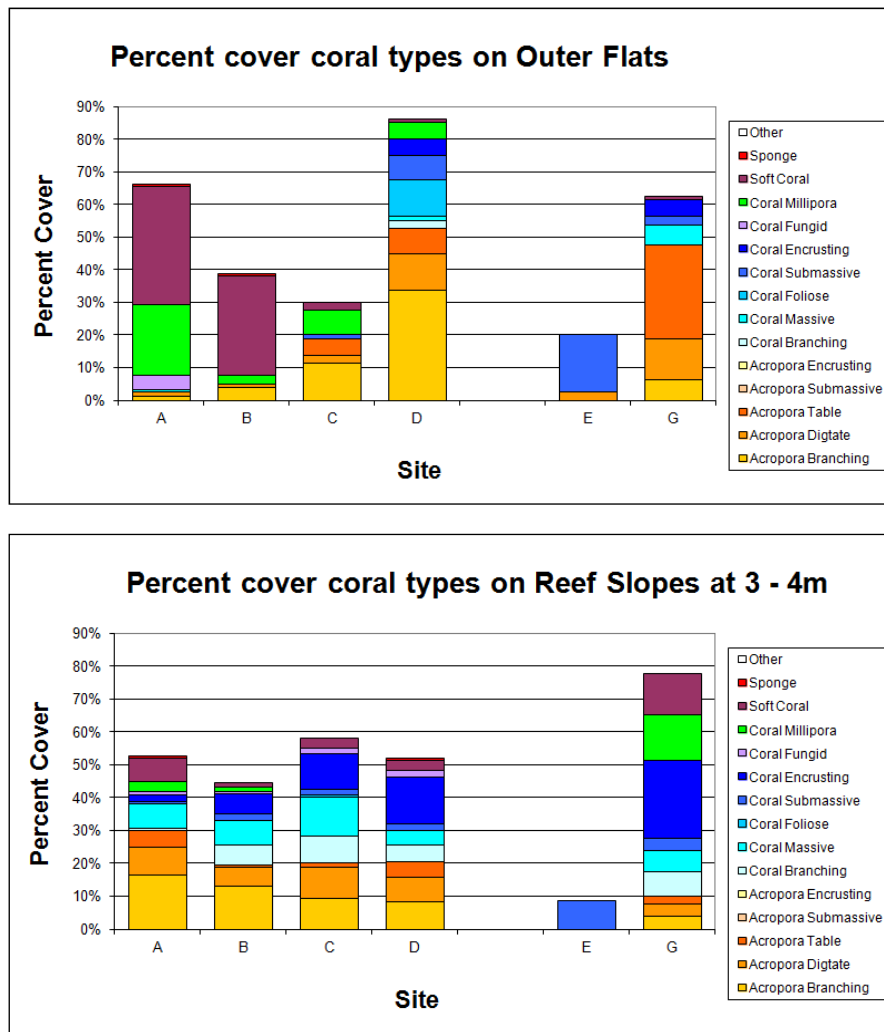 Percent cover coral types on Outer Flats
90%
80%
70%
60%
50%
40%
30%
20%
10%
0%
Percent Cover
A B C D E G
Site
Other
Sponge
Soft Coral
Coral Millipora
Coral Fungid
Coral Encrusting
Coral Submassive
Coral Foliose
Coral Massive
Coral Branching
Acropora Encrusting
Acropora Submassive
Acropora Table
Acropora Digtate
Acropora Branching
Percent cover coral types on Reef Slopes at 3 - 4m
90%
80%
70%
60%
50%
40%
30%
20%
10%
0%
Percent Cover
A B C D E G
Site
Other
Sponge
Soft Coral
Coral Millipora
Coral Fungid
Coral Encrusting
Coral Submassive
Coral Foliose
Coral Massive
Coral Branching
Acropora Encrusting
Acropora Submassive
Acropora Table
Acropora Digtate
Acropora Branching